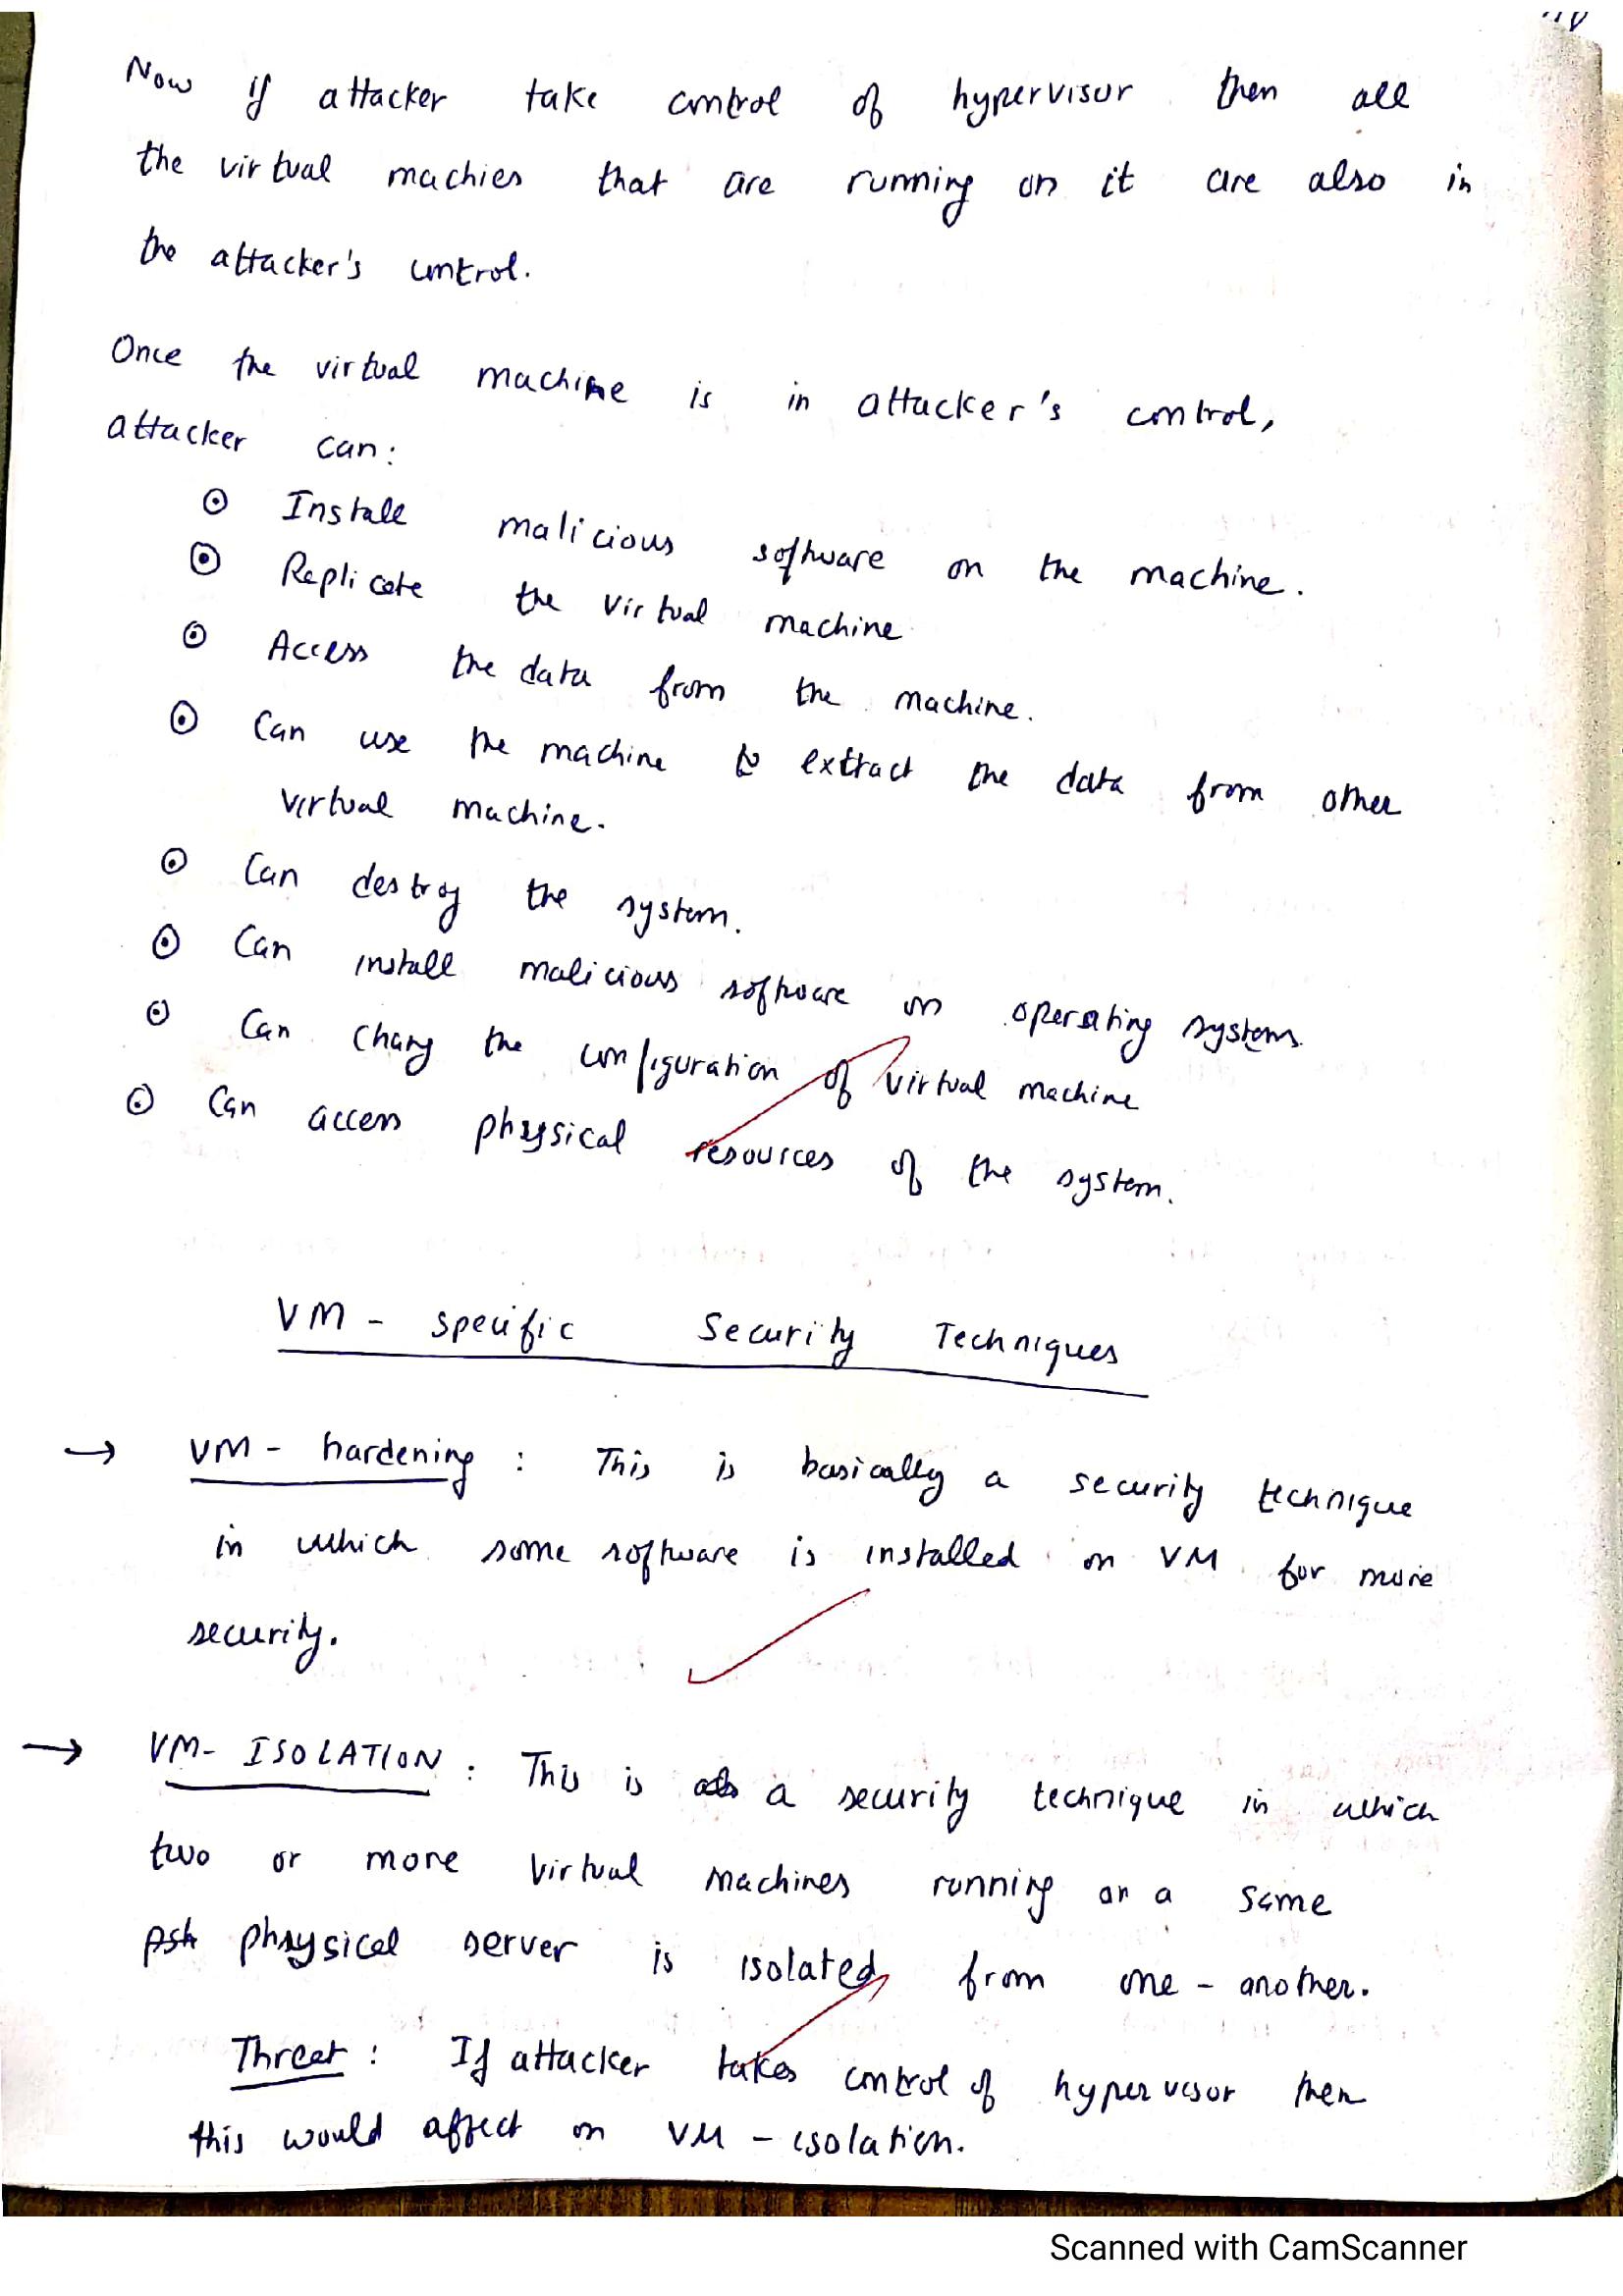 Now if attacker take control of hypervisor then all
the virtual machies that are running on it are also in
the attacker's control.
Once the virtual machine is in attacker's control,
attacker can:
Install malicious software on the machine.
Replicate the virtual machine
Access the data from the machine.
Can use the machine to extract the data from other
virtual machine.
Can destroy the system.
Can install malicious software on operating systems.
Can chang the configuration of virtual machine
Can access physical resources of the system.
VM - specific Security Techniques
→ VM - hardening : This is basically a security technique
in which some software is installed on VM for more
security.
→ VM- ISOLATION : This is a security technique in which
two or more virtual machines running on a same
physical server is isolated from one - another.
Threat : If attacker takes control of hypervisor then
this would affect on VM - isolation.
Scanned with CamScanner